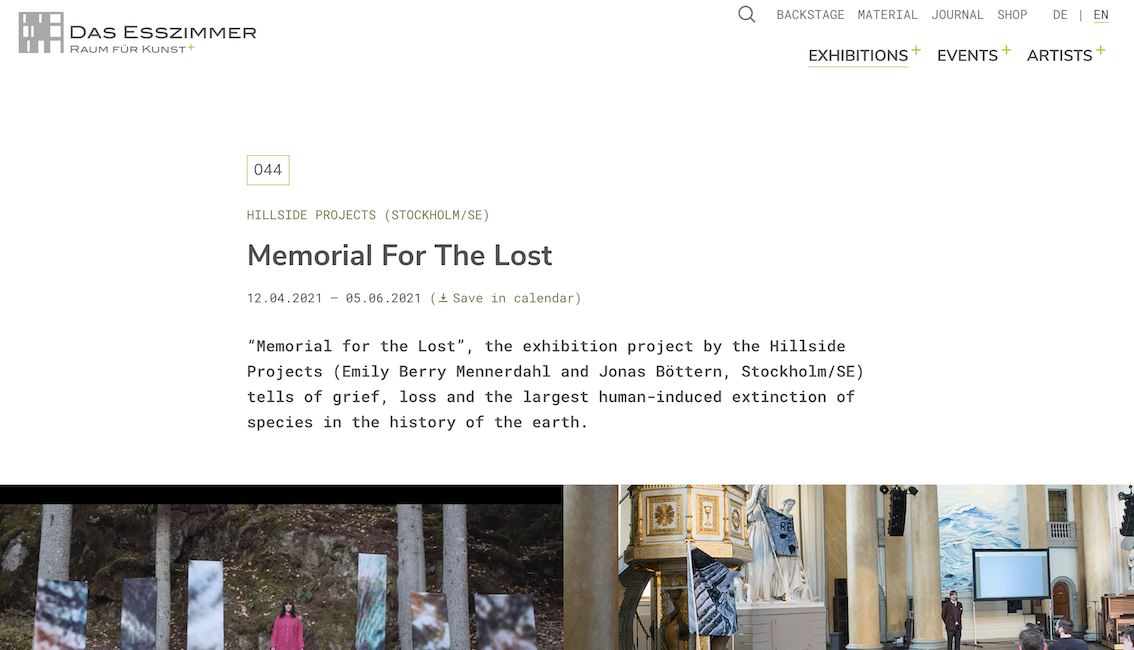 DAS ESSZIMMER
RAUM FÜR KUNST+
BACKSTAGE MATERIAL JOURNAL SHOP DE | EN
EXHIBITIONS+ EVENTS+ ARTISTS+
044
HILLSIDE PROJECTS (STOCKHOLM/SE)
Memorial For The Lost
12.04.2021 – 05.06.2021 (Save in calendar)
“Memorial for the Lost”, the exhibition project by the Hillside
Projects (Emily Berry Mennerdahl and Jonas Böttern, Stockholm/SE)
tells of grief, loss and the largest human-induced extinction of
species in the history of the earth.